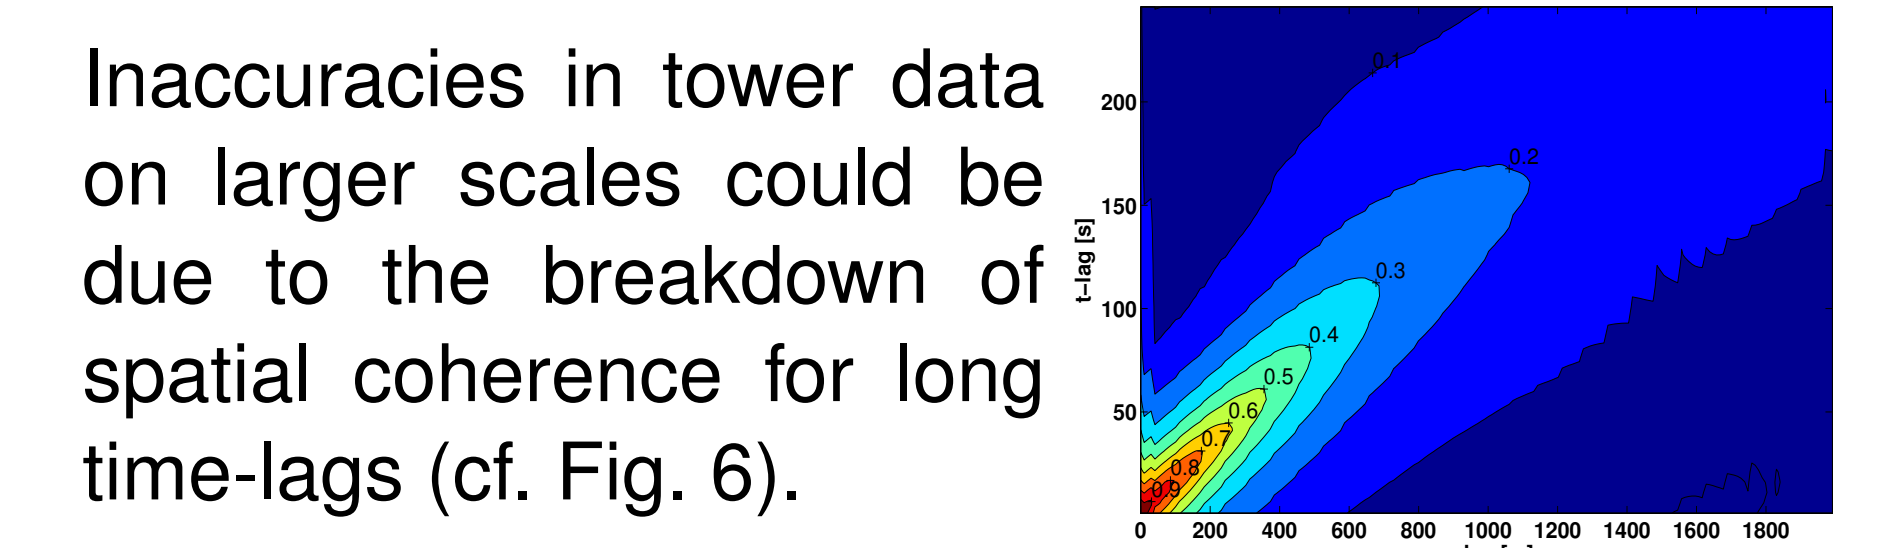 Inaccuracies in tower data
on larger scales could be
due to the breakdown of
spatial coherence for long
time-lags (cf. Fig. 6).
0.1
200
0.2
150
t-lag [s]
0.3
100
0.4
0.5
50
0.6
0.7
0.8
0.9
0 200 400 600 800 1000 1200 1400 1600 1800